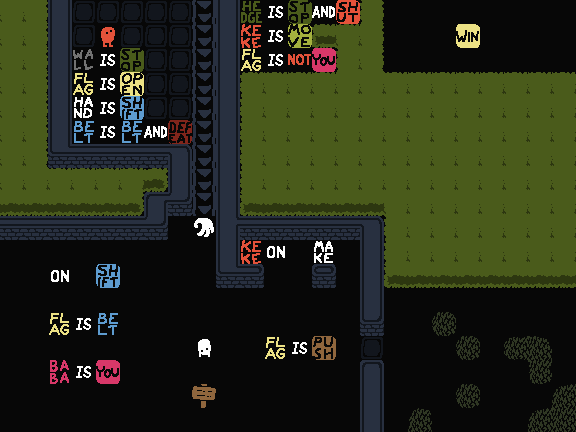 HEDGE IS STOP AND SHUT
KEKE IS MOVE
WIN
WALL IS STOP
FLAG IS NOT YOU
FLAG IS OPEN
HAND IS SHIFT
BELT IS BELT AND DEFEAT
KEKE ON MAKE
ON SHIFT
FLAG IS BELT
FLAG IS PUSH
BABA IS YOU